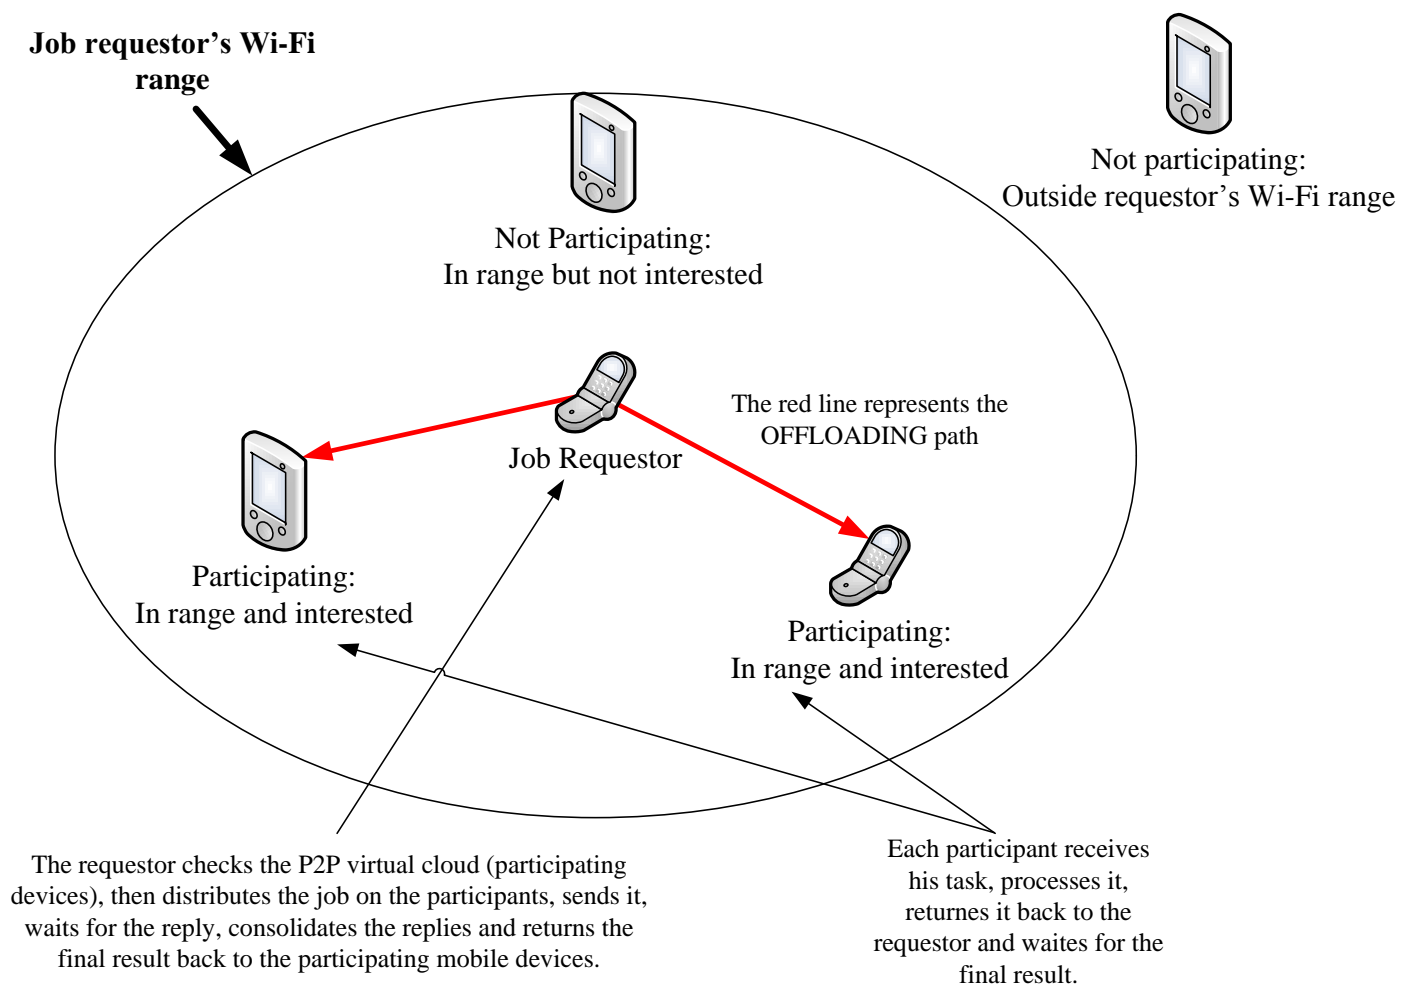 Job requestor’s Wi-Fi
range
Not participating:
Outside requestor’s Wi-Fi range
Not Participating:
In range but not interested
The red line represents the
OFFLOADING path
Job Requestor
Participating:
In range and interested
Participating:
In range and interested
The requestor checks the P2P virtual cloud (participating
devices), then distributes the job on the participants, sends it,
waits for the reply, consolidates the replies and returns the
final result back to the participating mobile devices.
Each participant receives
his task, processes it,
returnes it back to the
requestor and waites for the
final result.